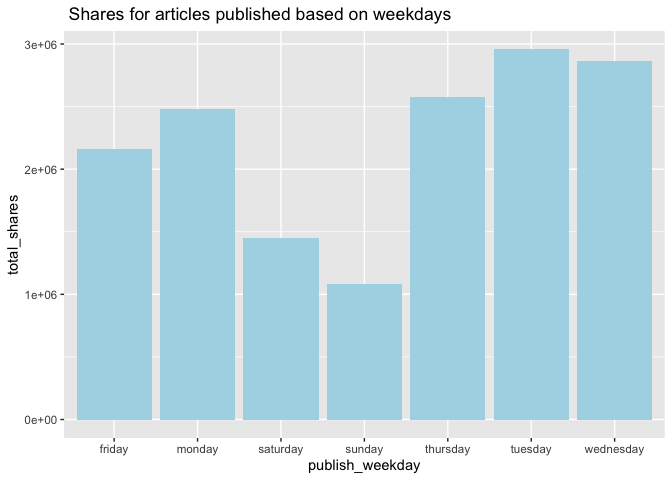 Shares for articles published based on weekdays
3e+06
2e+06
1e+06
0e+00
total_shares
friday monday saturday sunday thursday tuesday wednesday
publish_weekday